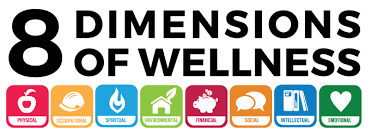 8 DIMENSIONS
OF WELLNESS
PHYSICAL OCCUPATIONAL SPIRITUAL ENVIRONMENTAL FINANCIAL SOCIAL INTELLECTUAL EMOTIONAL